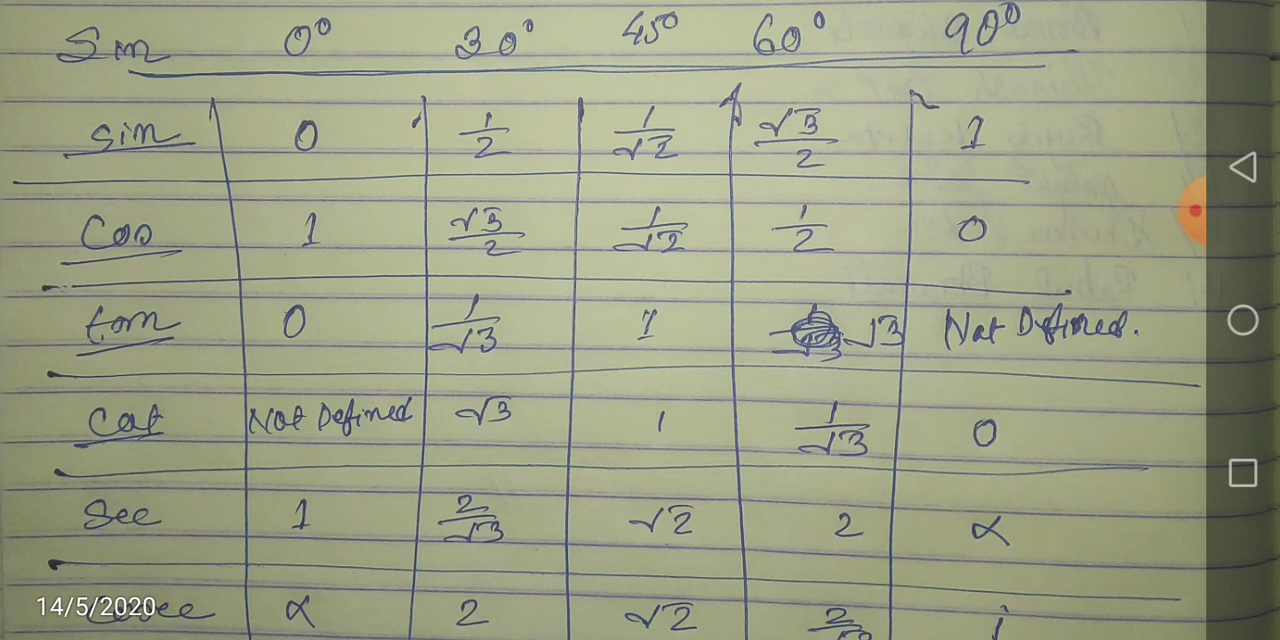 Sin 0° 30° 45° 60° 90°
Sin 0 1/2 1/√2 √3/2 1
Cos 1 √3/2 1/√2 1/2 0
tan 0 1/√3 1 √3 Not Defined.
Cot Not Defined √3 1 1/√3 0
Sec 1 2/√3 √2 2 α
Cosec α 2 √2 1
14/5/2020